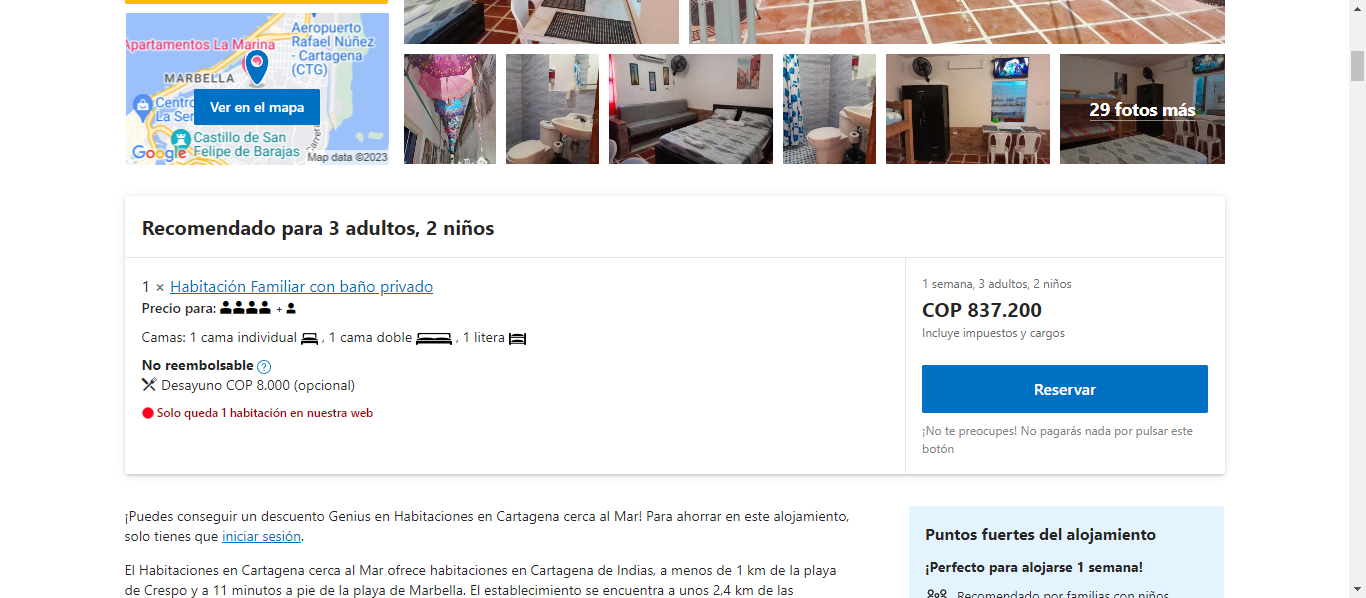 Aeropuerto
Rafael Núñez
- Cartagena
(CTG)
Apartamentos La Marina
MARBELLA
Ver en el mapa
Centro
La Ser
Castillo de San
Felipe de Barajas
Carrera
Google
Map data ©2023
29 fotos más
Recomendado para 3 adultos, 2 niños
1 × Habitación Familiar con baño privado
Precio para: +
Camas: 1 cama individual , 1 cama doble , 1 litera
No reembolsable ?
Desayuno COP 8.000 (opcional)
Solo queda 1 habitación en nuestra web
1 semana, 3 adultos, 2 niños
COP 837.200
Incluye impuestos y cargos
Reservar
¡No te preocupes! No pagarás nada por pulsar este
botón
¡Puedes conseguir un descuento Genius en Habitaciones en Cartagena cerca al Mar! Para ahorrar en este alojamiento,
solo tienes que iniciar sesión.
El Habitaciones en Cartagena cerca al Mar ofrece habitaciones en Cartagena de Indias, a menos de 1 km de la playa
de Crespo y a 11 minutos a pie de la playa de Marbella. El establecimiento se encuentra a unos 2,4 km de las
Puntos fuertes del alojamiento
¡Perfecto para alojarse 1 semana!
Recomendado por familias con niños